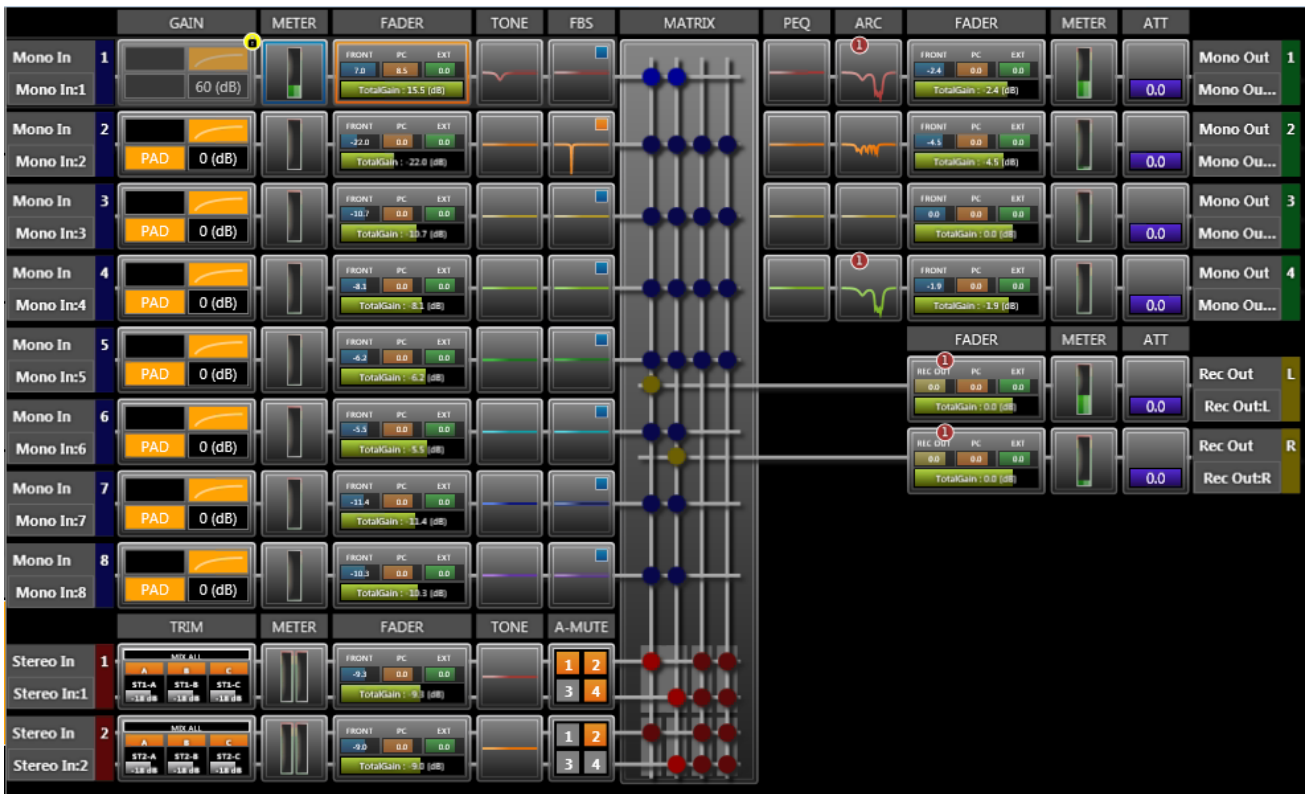 GAIN METER FADER TONE FBS MATRIX PEQ ARC FADER METER ATT
Mono In 1 FRONT PC EXT 1 FRONT PC EXT Mono Out 1
7.0 8.5 0.0 -2.4 0.0 0.0
Mono In:1 60 (dB) TotalGain : 15.5 (dB) TotalGain : -2.4 (dB) 0.0 Mono Ou...
Mono In 2 FRONT PC EXT FRONT PC EXT Mono Out 2
-22.0 0.0 0.0 -4.5 0.0 0.0
Mono In:2 PAD 0 (dB) TotalGain : -22.0 (dB) TotalGain : -4.5 (dB) 0.0 Mono Ou...
Mono In 3 FRONT PC EXT FRONT PC EXT Mono Out 3
-10.7 0.0 0.0 0.0 0.0 0.0
Mono In:3 PAD 0 (dB) TotalGain : -10.7 (dB) TotalGain : 0.0 (dB) 0.0 Mono Ou...
Mono In 4 FRONT PC EXT 1 FRONT PC EXT Mono Out 4
-8.1 0.0 0.0 -1.9 0.0 0.0
Mono In:4 PAD 0 (dB) TotalGain : -8.1 (dB) TotalGain : -1.9 (dB) 0.0 Mono Ou...
Mono In 5 FRONT PC EXT FADER METER ATT
-6.2 0.0 0.0 1 REC OUT PC EXT Rec Out L
Mono In:5 PAD 0 (dB) TotalGain : -6.2 (dB) 0.0 0.0 0.0
TotalGain : 0.0 (dB) 0.0 Rec Out:L
Mono In 6 FRONT PC EXT 1 REC OUT PC EXT Rec Out R
-5.5 0.0 0.0 0.0 0.0 0.0
Mono In:6 PAD 0 (dB) TotalGain : -5.5 (dB) TotalGain : 0.0 (dB) 0.0 Rec Out:R
Mono In 7 FRONT PC EXT
-11.4 0.0 0.0
Mono In:7 PAD 0 (dB) TotalGain : -11.4 (dB)
Mono In 8 FRONT PC EXT
-10.3 0.0 0.0
Mono In:8 PAD 0 (dB) TotalGain : -10.3 (dB)
TRIM METER FADER TONE A-MUTE
Stereo In 1 MIX ALL FRONT PC EXT 1 2
A B C -9.3 0.0 0.0
ST1-A ST1-B ST1-C
Stereo In:1 -18 dB -18 dB -18 dB TotalGain : -9.3 (dB) 3 4
Stereo In 2 MIX ALL FRONT PC EXT 1 2
A B C -9.0 0.0 0.0
ST2-A ST2-B ST2-C
Stereo In:2 -18 dB -18 dB -18 dB TotalGain : -9.0 (dB) 3 4